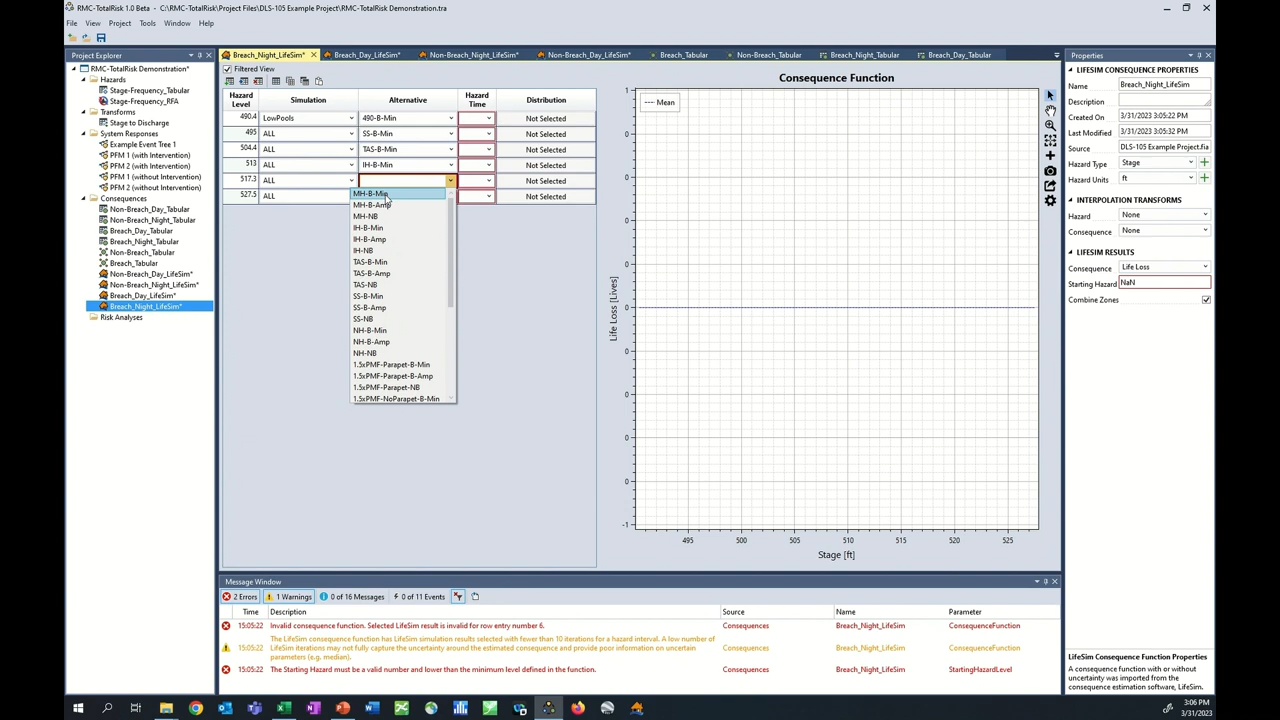 RMC-TotalRisk 1.0 Beta - C:\RMC-TotalRisk\Project Files\DLS-105 Example Project\RMC-TotalRisk Demonstration.tra
File View Project Tools Window Help
Project Explorer
RMC-TotalRisk Demonstration*
Hazards
Stage-Frequency_Tabular
Stage-Frequency_RFA
Transforms
Stage to Discharge
System Responses
Example Event Tree 1
PFM 1 (with Intervention)
PFM 2 (with Intervention)
PFM 1 (without Intervention)
PFM 2 (without Intervention)
Consequences
Non-Breach_Day_Tabular
Non-Breach_Night_Tabular
Breach_Day_Tabular
Breach_Night_Tabular
Non-Breach_Tabular
Breach_Tabular
Non-Breach_Day_LifeSim*
Non-Breach_Night_LifeSim*
Breach_Day_LifeSim*
Breach_Night_LifeSim*
Risk Analyses
Breach_Night_LifeSim* Breach_Day_LifeSim* Non-Breach_Night_LifeSim* Non-Breach_Day_LifeSim* Breach_Tabular Non-Breach_Tabular Breach_Night_Tabular Breach_Day_Tabular
Filtered View
Hazard Level Simulation Alternative Hazard Time Distribution
490.4 LowPools 490-B-Min Not Selected
495 ALL SS-B-Min Not Selected
504.4 ALL TAS-B-Min Not Selected
513 ALL IH-B-Min Not Selected
517.3 ALL Not Selected
527.5 ALL Not Selected
MH-B-Min
MH-B-Amp
MH-NB
IH-B-Min
IH-B-Amp
IH-NB
TAS-B-Min
TAS-B-Amp
TAS-NB
SS-B-Min
SS-B-Amp
SS-NB
NH-B-Min
NH-B-Amp
NH-NB
1.5xPMF-Parapet-B-Min
1.5xPMF-Parapet-B-Amp
1.5xPMF-Parapet-NB
1.5xPMF-NoParapet-B-Min
Consequence Function
Mean
Life Loss [Lives]
1
0
0
0
0
0
0
0
0
0
-1
495 500 505 510 515 520 525
Stage [ft]
Properties
LIFESIM CONSEQUENCE PROPERTIES
Name Breach_Night_LifeSim
Description
Created On 3/31/2023 3:05:22 PM
Last Modified 3/31/2023 3:05:32 PM
Source DLS-105 Example Project.fia
Hazard Type Stage
Hazard Units ft
INTERPOLATION TRANSFORMS
Hazard None
Consequence None
LIFESIM RESULTS
Consequence Life Loss
Starting Hazard NaN
Combine Zones
LifeSim Consequence Function Properties
A consequence function with or without
uncertainty was imported from the
consequence estimation software, LifeSim.
Message Window
2 Errors 1 Warnings 0 of 16 Messages 0 of 11 Events
Time Description Source Name Parameter
15:05:22 Invalid consequence function. Selected LifeSim result is invalid for row entry number 6. Consequences Breach_Night_LifeSim ConsequenceFunction
15:05:22 The LifeSim consequence function has LifeSim simulation results selected with fewer than 10 iterations for a hazard interval. A low number of Consequences Breach_Night_LifeSim ConsequenceFunction
LifeSim iterations may not fully capture the uncertainty around the estimated consequence and provide poor information on uncertain
parameters (e.g. median).
15:05:22 The Starting Hazard must be a valid number and lower than the minimum level defined in the function. Consequences Breach_Night_LifeSim StartingHazardLevel
3:06 PM
3/31/2023